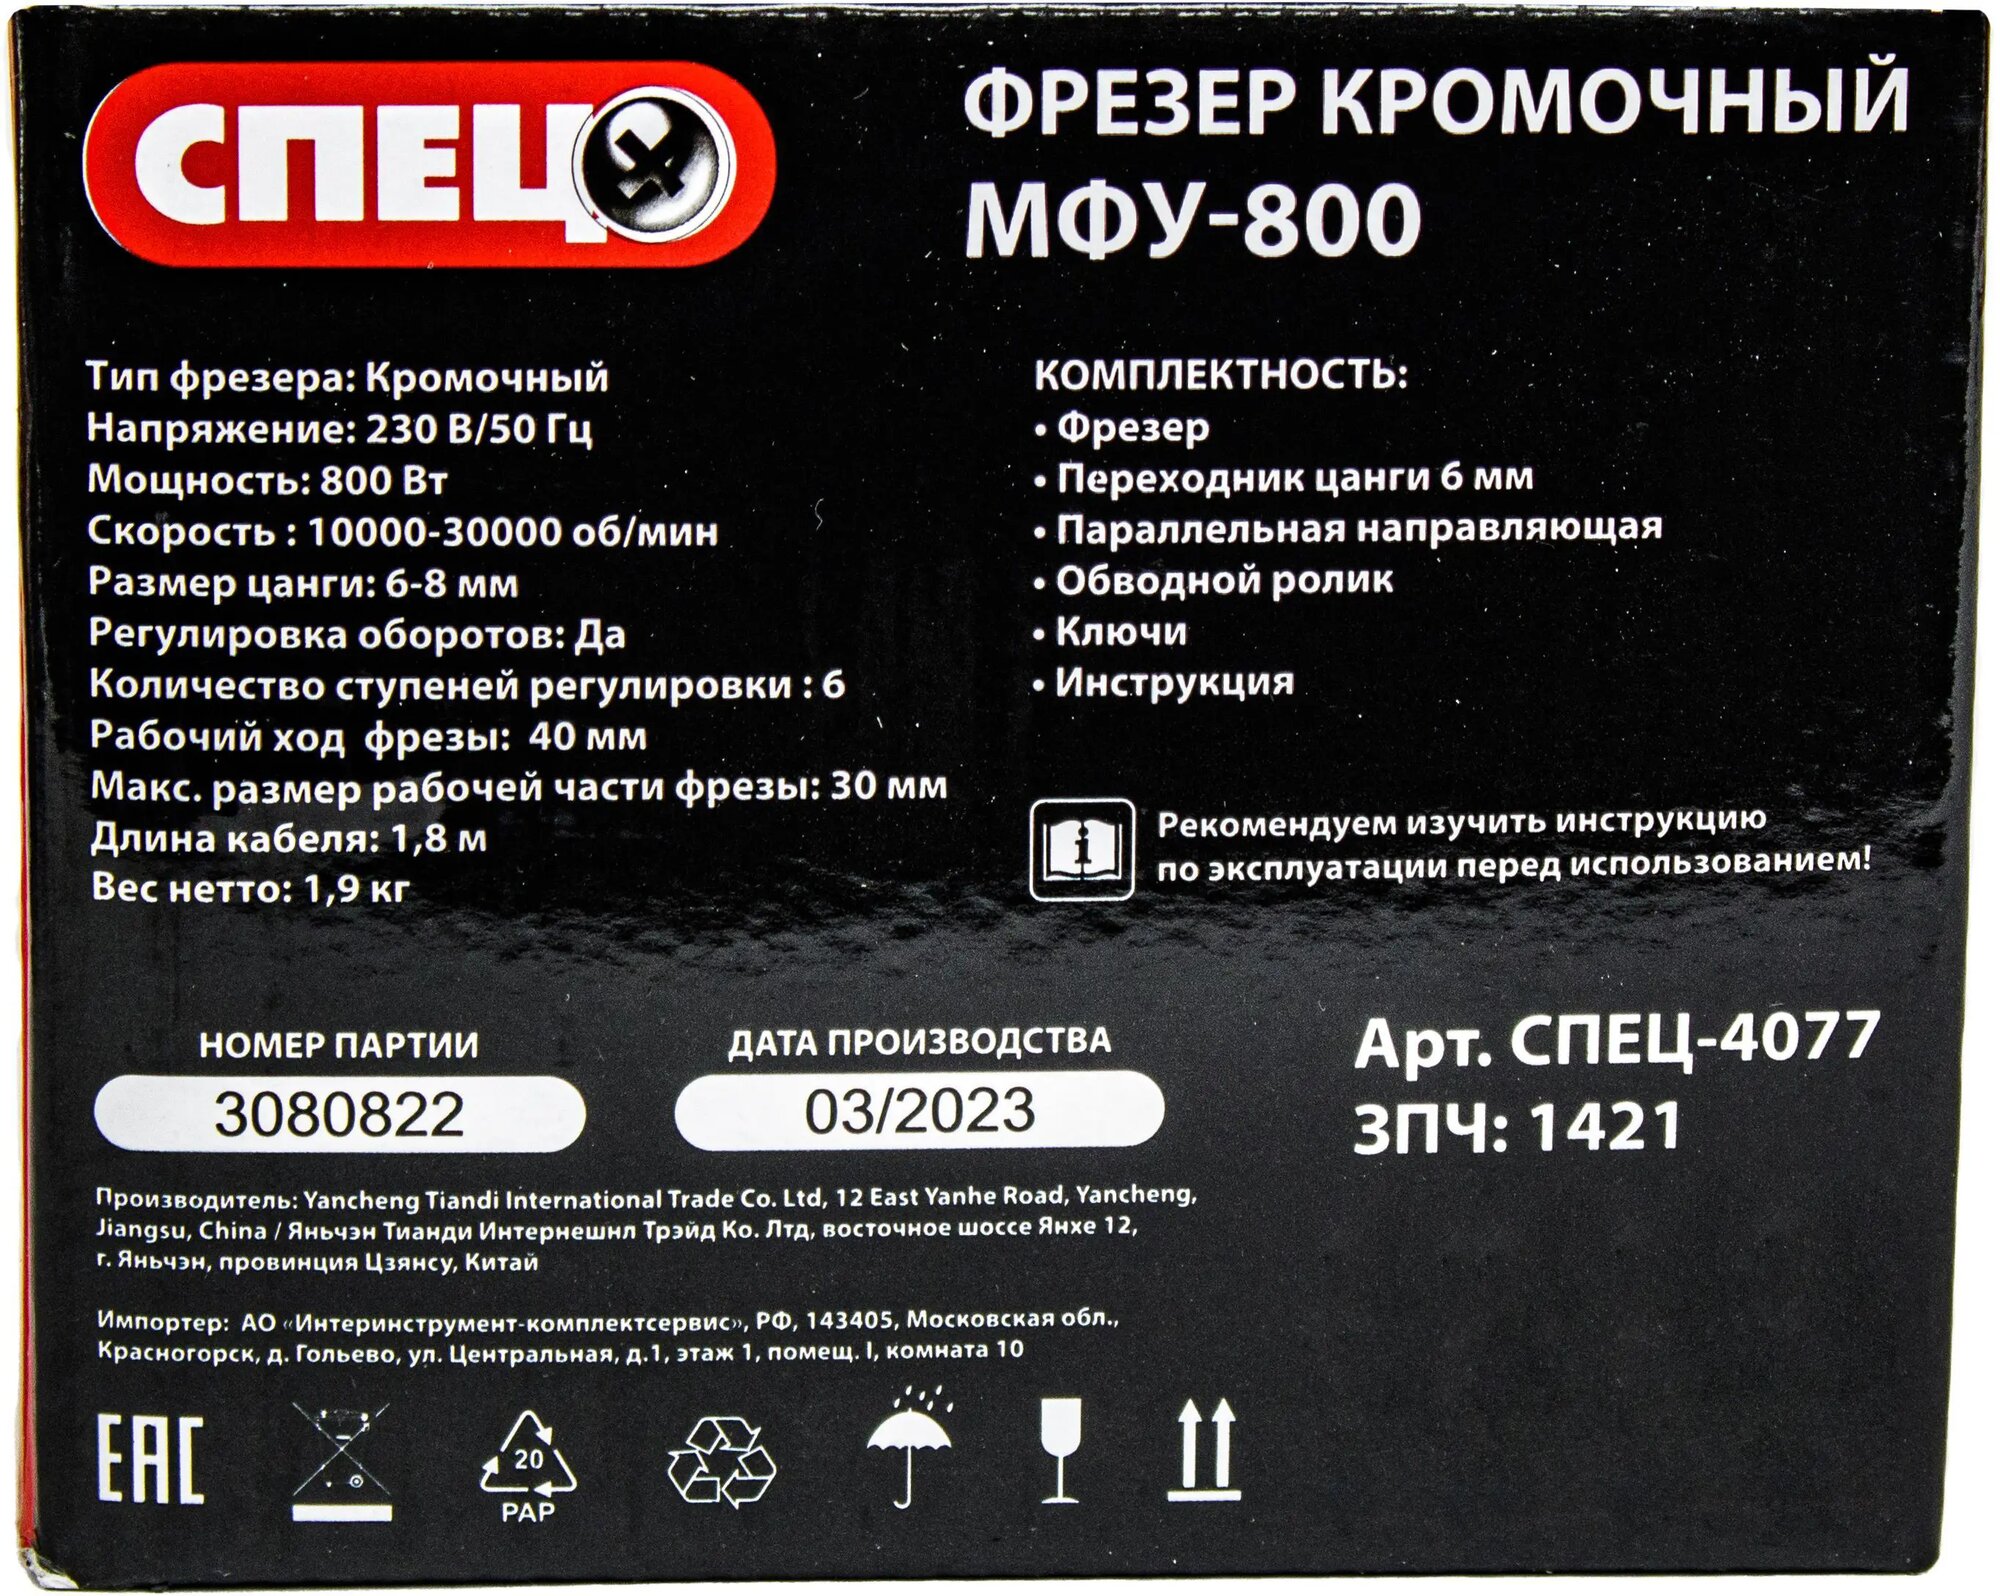 СПЕЦ
ФРЕЗЕР КРОМОЧНЫЙ
МФУ-800
Тип фрезера: Кромочный
Напряжение: 230 В/50 Гц
Мощность: 800 Вт
Скорость : 10000-30000 об/мин
Размер цанги: 6-8 мм
Регулировка оборотов: Да
Количество ступеней регулировки : 6
Рабочий ход фрезы: 40 мм
Макс. размер рабочей части фрезы: 30 мм
Длина кабеля: 1,8 м
Вес нетто: 1,9 кг
КОМПЛЕКТНОСТЬ:
• Фрезер
• Переходник цанги 6 мм
• Параллельная направляющая
• Обводной ролик
• Ключи
• Инструкция
i
Рекомендуем изучить инструкцию
по эксплуатации перед использованием!
НОМЕР ПАРТИИ
3080822
ДАТА ПРОИЗВОДСТВА
03/2023
Арт. СПЕЦ-4077
ЗПЧ: 1421
Производитель: Yancheng Tiandi International Trade Co. Ltd, 12 East Yanhe Road, Yancheng,
Jiangsu, China / Яньчэн Тианди Интернешнл Трэйд Ко. Лтд, восточное шоссе Янхе 12,
г. Яньчэн, провинция Цзянсу, Китай
Импортер: АО «Интеринструмент-комплектсервис», РФ, 143405, Московская обл.,
Красногорск, д. Гольево, ул. Центральная, д.1, этаж 1, помещ. I, комната 10
EAC
20
PAP